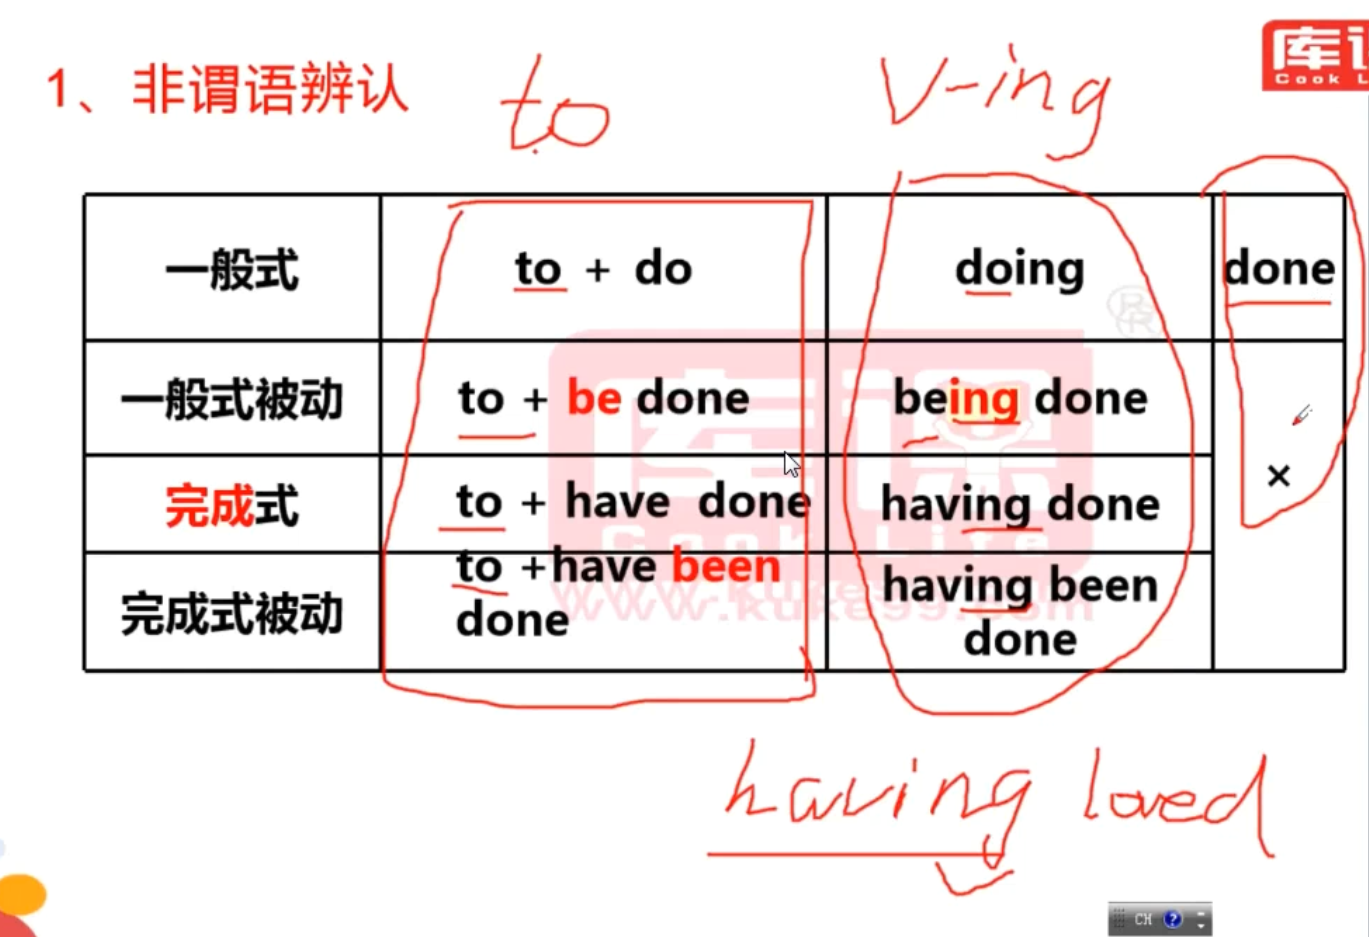 1、非谓语辨认
to
V-ing
库课
Cook L
一般式
to + do
doing
done
一般式被动
to + be done
being done
完成式
to + have done
having done
×
完成式被动
to +have been
done
having been
done
Cook Life
www.kuke99.com
®
having loved
CH
?